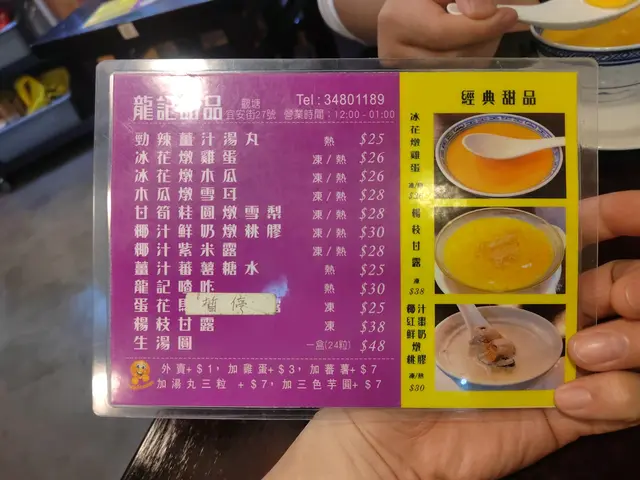 龍記甜品
觀塘
宜安街27號
Tel : 34801189
營業時間 : 12:00 - 01:00
勁辣薑汁湯丸 熱 $25
冰花燉雞蛋 凍/熱 $26
冰花燉木瓜 凍/熱 $26
木瓜燉雪耳 凍/熱 $28
甘筍桂圓燉雪梨 凍/熱 $28
椰汁鮮奶燉桃膠 凍/熱 $30
椰汁紫米露 凍/熱 $28
薑汁蕃薯糖水 熱 $25
龍記喳咋 熱 $30
蛋花 暫停 凍 $25
楊枝甘露 凍 $38
生湯圓 一盒(24粒) $48
外賣+$1, 加雞蛋+$3, 加蕃薯+$7
加湯丸三粒 +$7, 加三色芋圓+$7
經典甜品
冰花燉雞蛋
凍/熱
楊枝甘露
凍
$38
椰汁紅棗鮮奶燉桃膠
凍/熱
$30